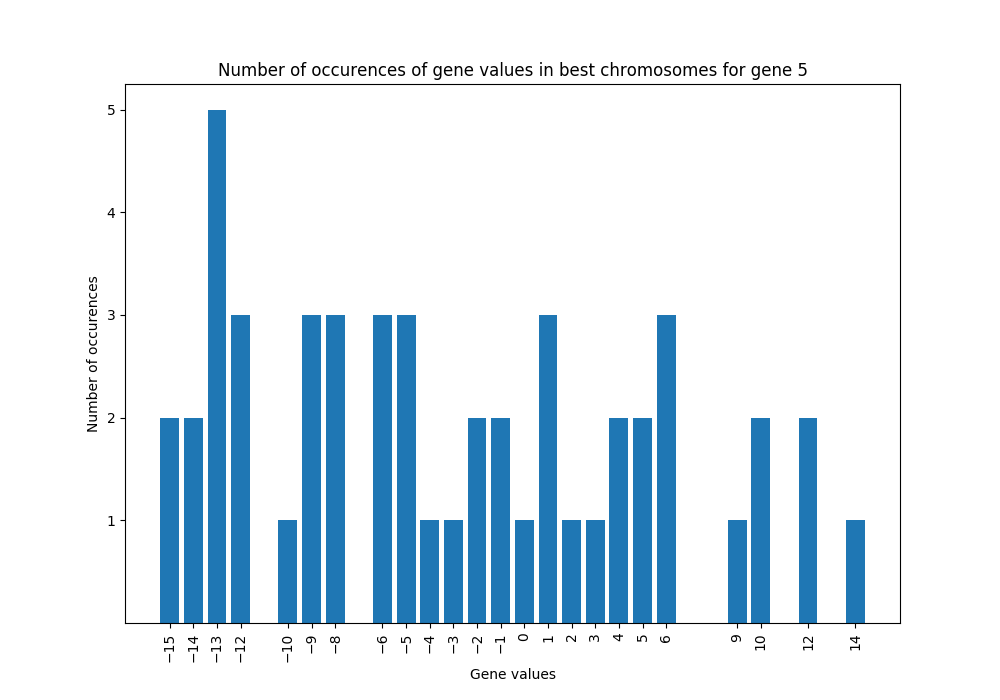 Number of occurences of gene values in best chromosomes for gene 5
Number of occurences
5
4
3
2
1
−15 −14 −13 −12 −10 −9 −8 −6 −5 −4 −3 −2 −1 0 1 2 3 4 5 6 9 10 12 14
Gene values